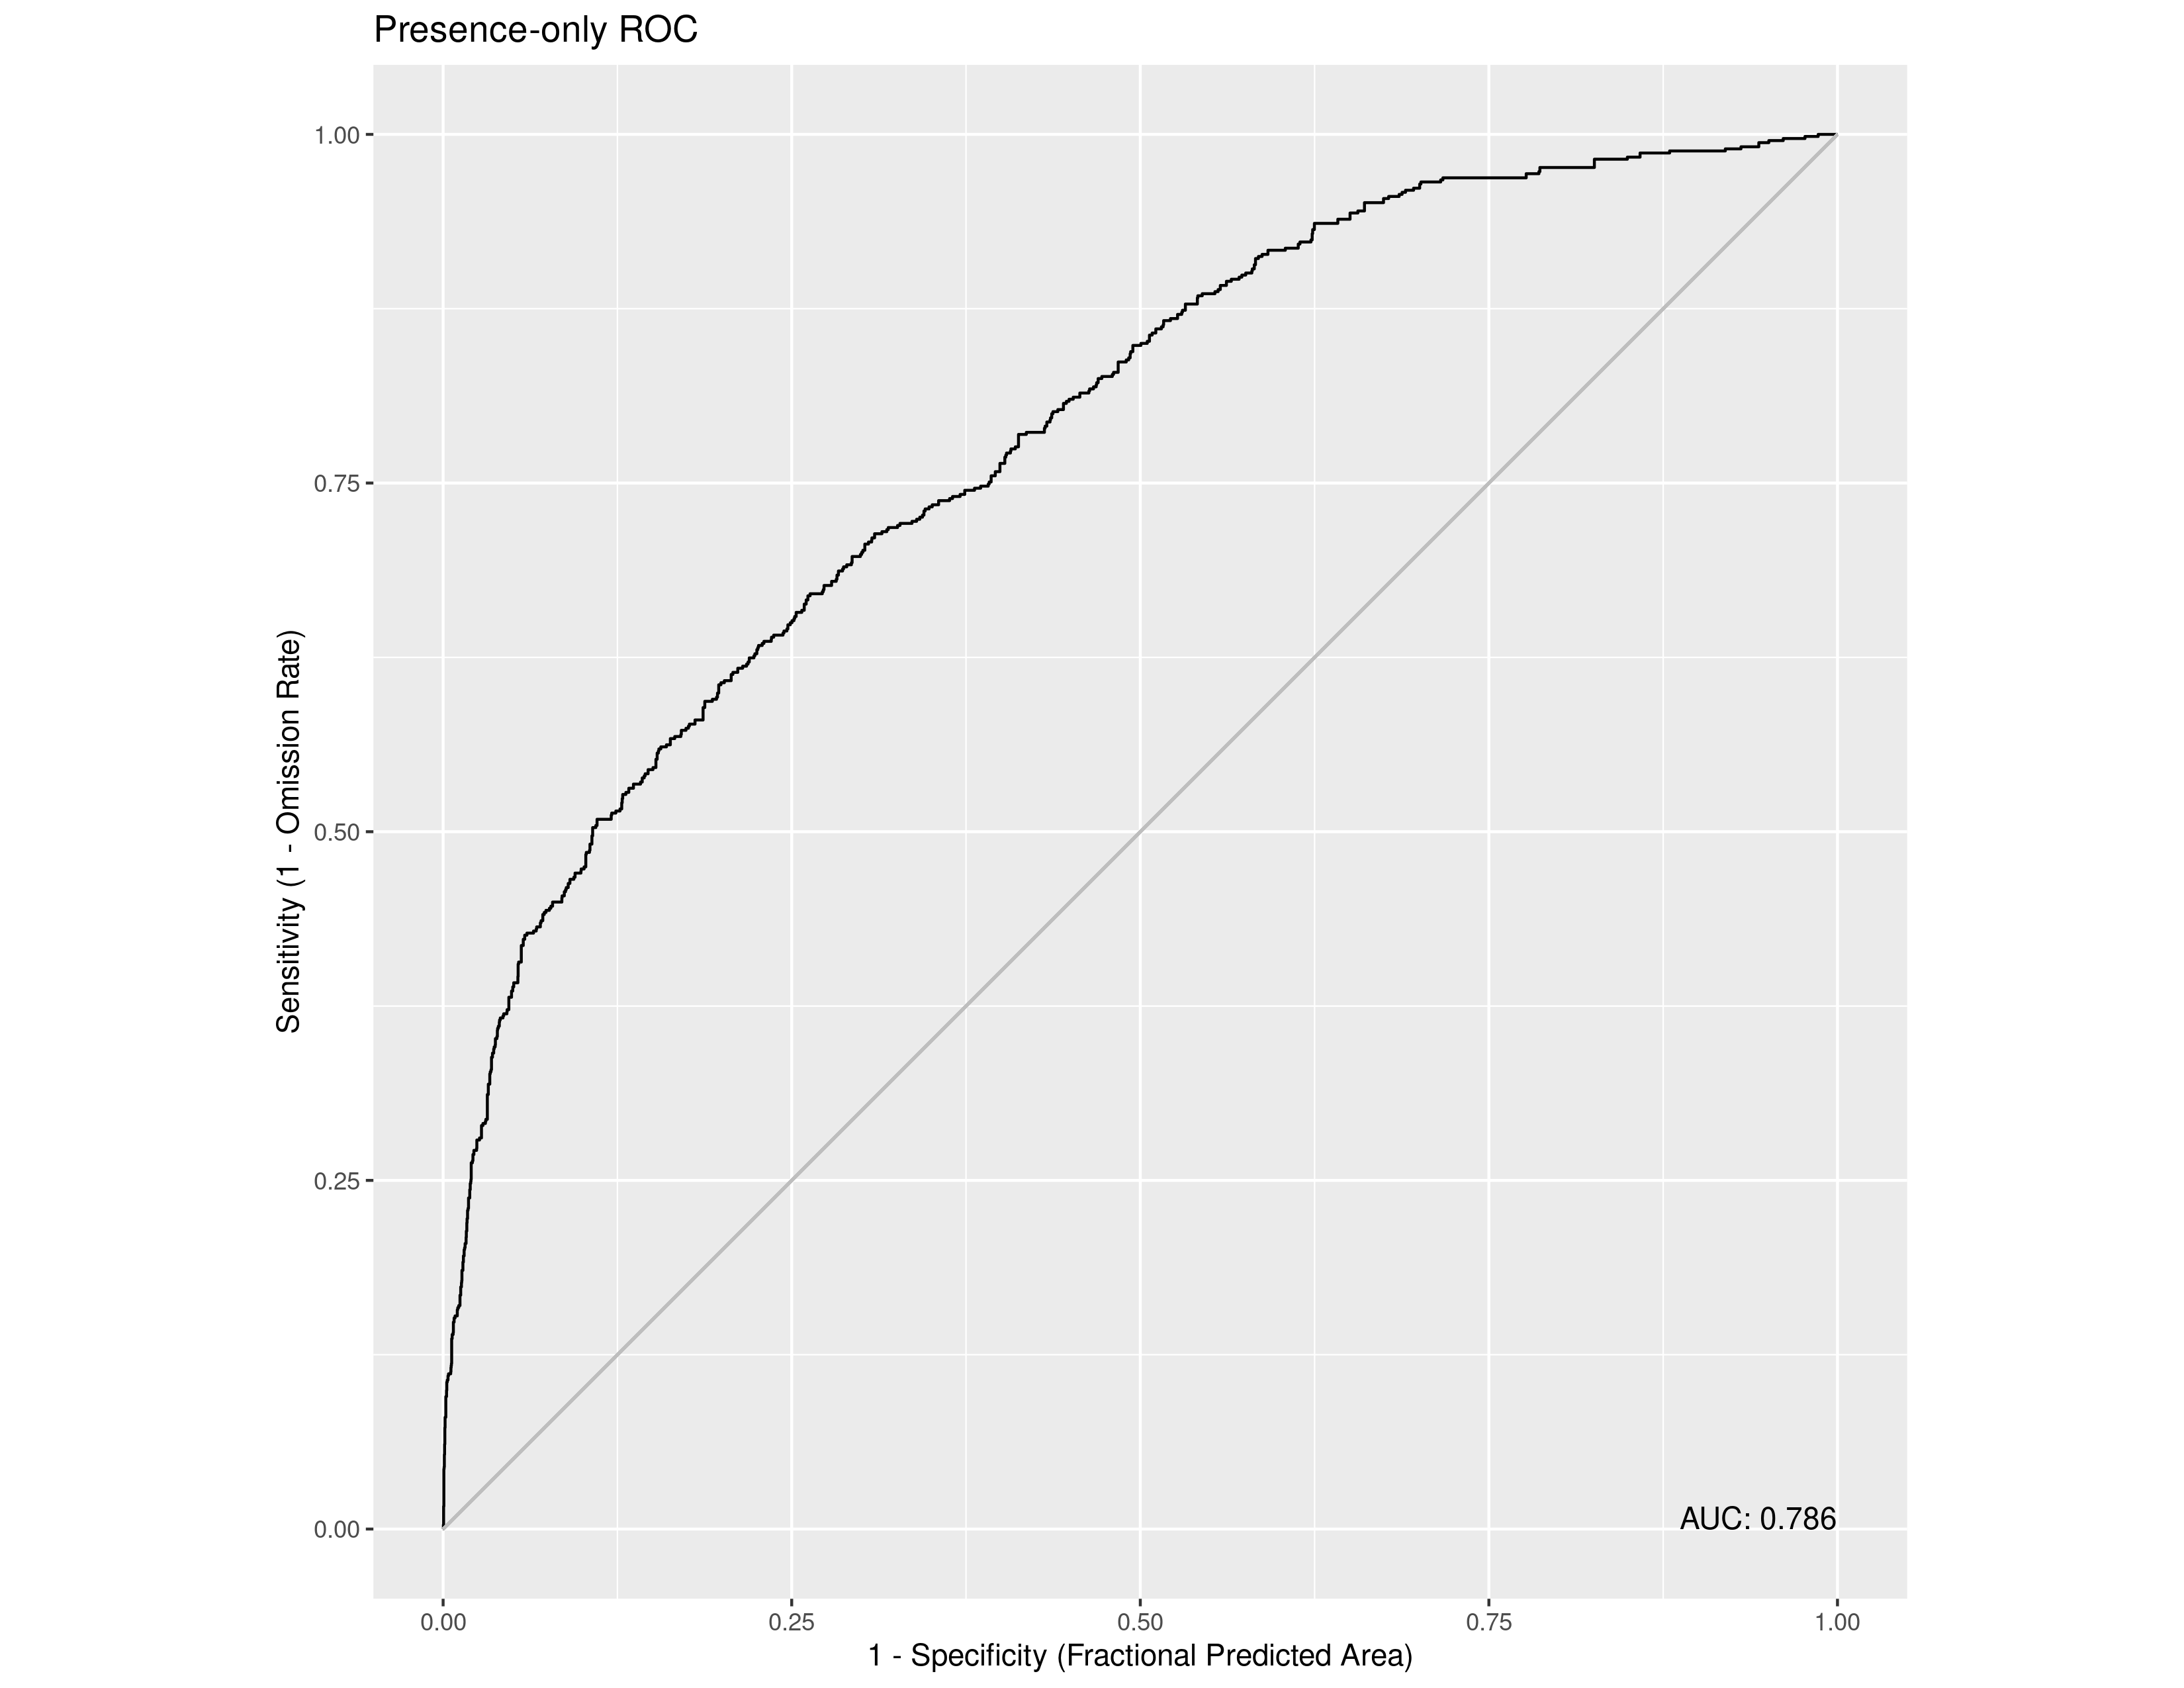 Presence-only ROC
1.00
0.75
0.50
0.25
0.00
Sensitivity (1 - Omission Rate)
AUC: 0.786
0.00 0.25 0.50 0.75 1.00
1 - Specificity (Fractional Predicted Area)